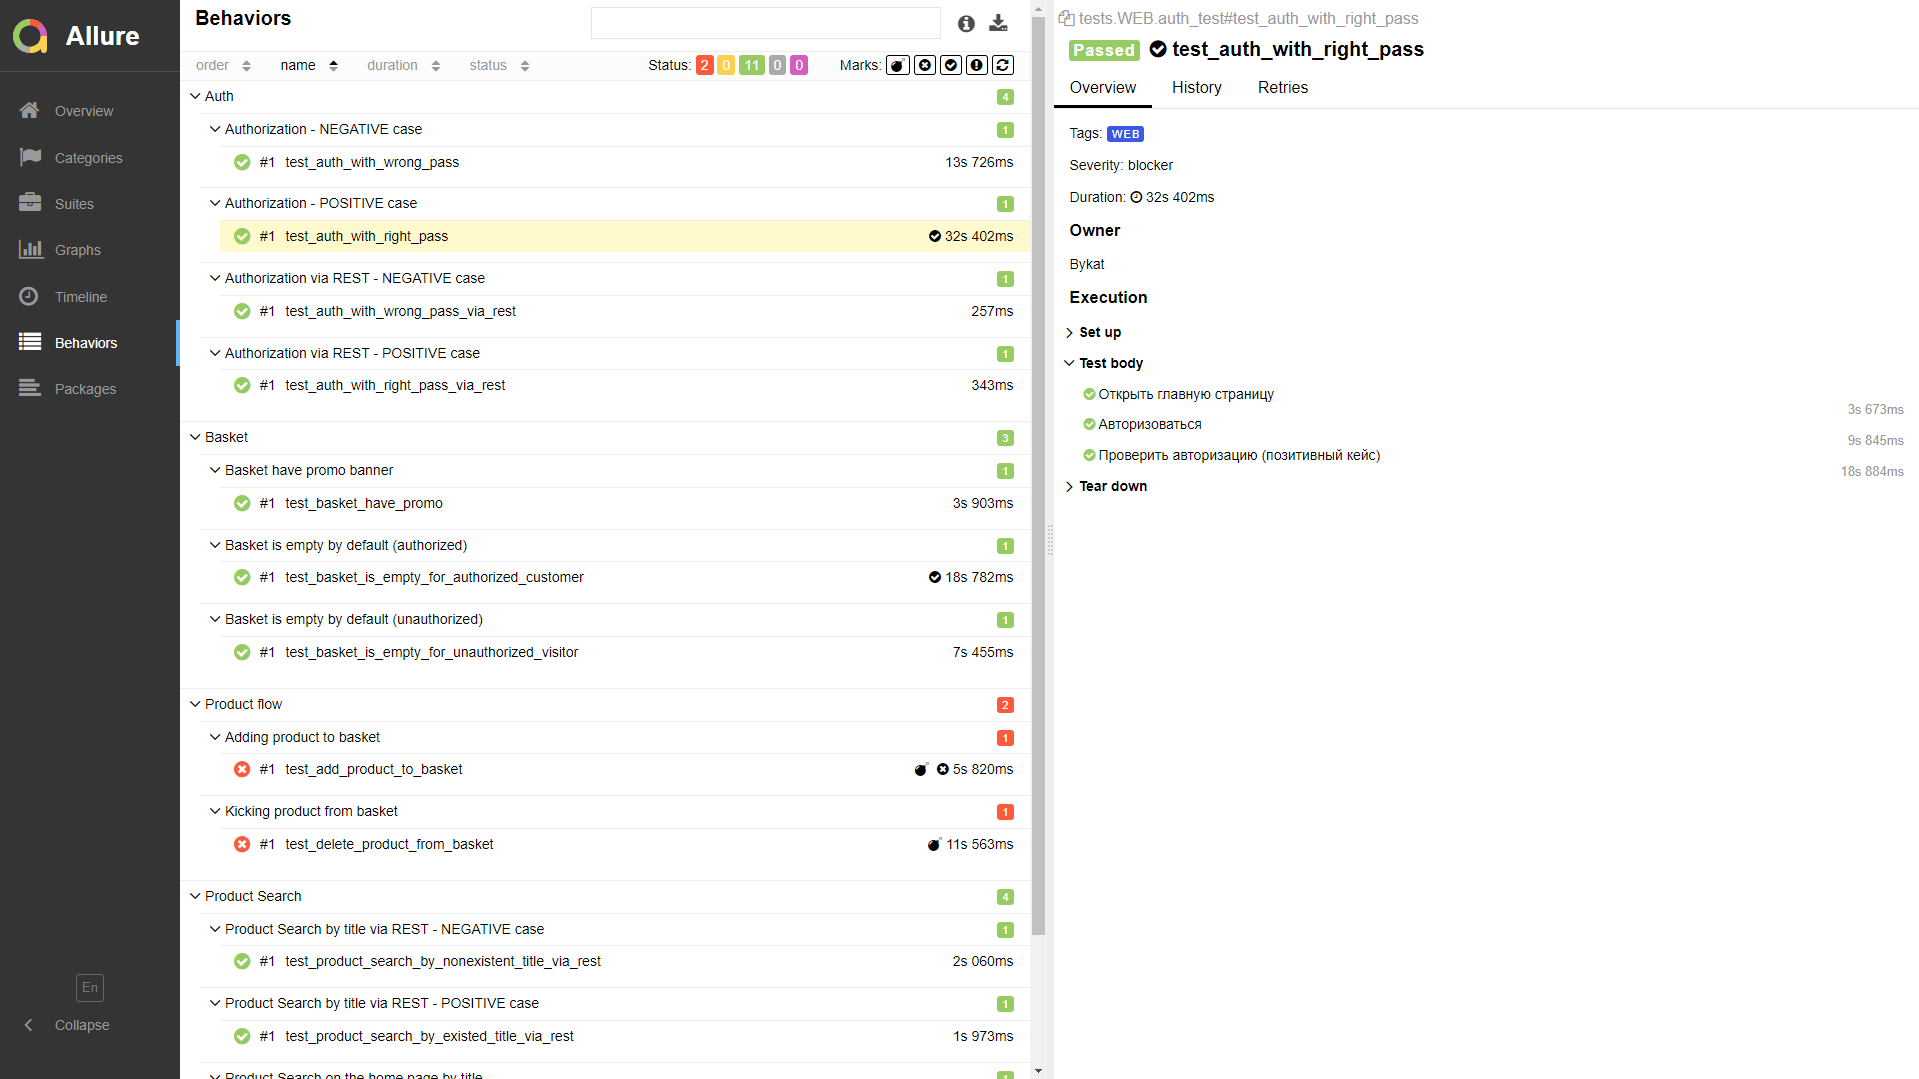 Allure
Overview
Categories
Suites
Graphs
Timeline
Behaviors
Packages
En
Collapse
Behaviors
order name duration status Status: 2 0 11 0 0 Marks:
Auth 4
Authorization - NEGATIVE case 1
#1 test_auth_with_wrong_pass 13s 726ms
Authorization - POSITIVE case 1
#1 test_auth_with_right_pass 32s 402ms
Authorization via REST - NEGATIVE case 1
#1 test_auth_with_wrong_pass_via_rest 257ms
Authorization via REST - POSITIVE case 1
#1 test_auth_with_right_pass_via_rest 343ms
Basket 3
Basket have promo banner 1
#1 test_basket_have_promo 3s 903ms
Basket is empty by default (authorized) 1
#1 test_basket_is_empty_for_authorized_customer 18s 782ms
Basket is empty by default (unauthorized) 1
#1 test_basket_is_empty_for_unauthorized_visitor 7s 455ms
Product flow 2
Adding product to basket 1
#1 test_add_product_to_basket 5s 820ms
Kicking product from basket 1
#1 test_delete_product_from_basket 11s 563ms
Product Search 4
Product Search by title via REST - NEGATIVE case 1
#1 test_product_search_by_nonexistent_title_via_rest 2s 060ms
Product Search by title via REST - POSITIVE case 1
#1 test_product_search_by_existed_title_via_rest 1s 973ms
Product Search on the home page by title 1
tests.WEB.auth_test#test_auth_with_right_pass
Passed test_auth_with_right_pass
Overview History Retries
Tags: WEB
Severity: blocker
Duration: 32s 402ms
Owner
Bykat
Execution
Set up
Test body
Открыть главную страницу
3s 673ms
Авторизоваться
9s 845ms
Проверить авторизацию (позитивный кейс)
18s 884ms
Tear down